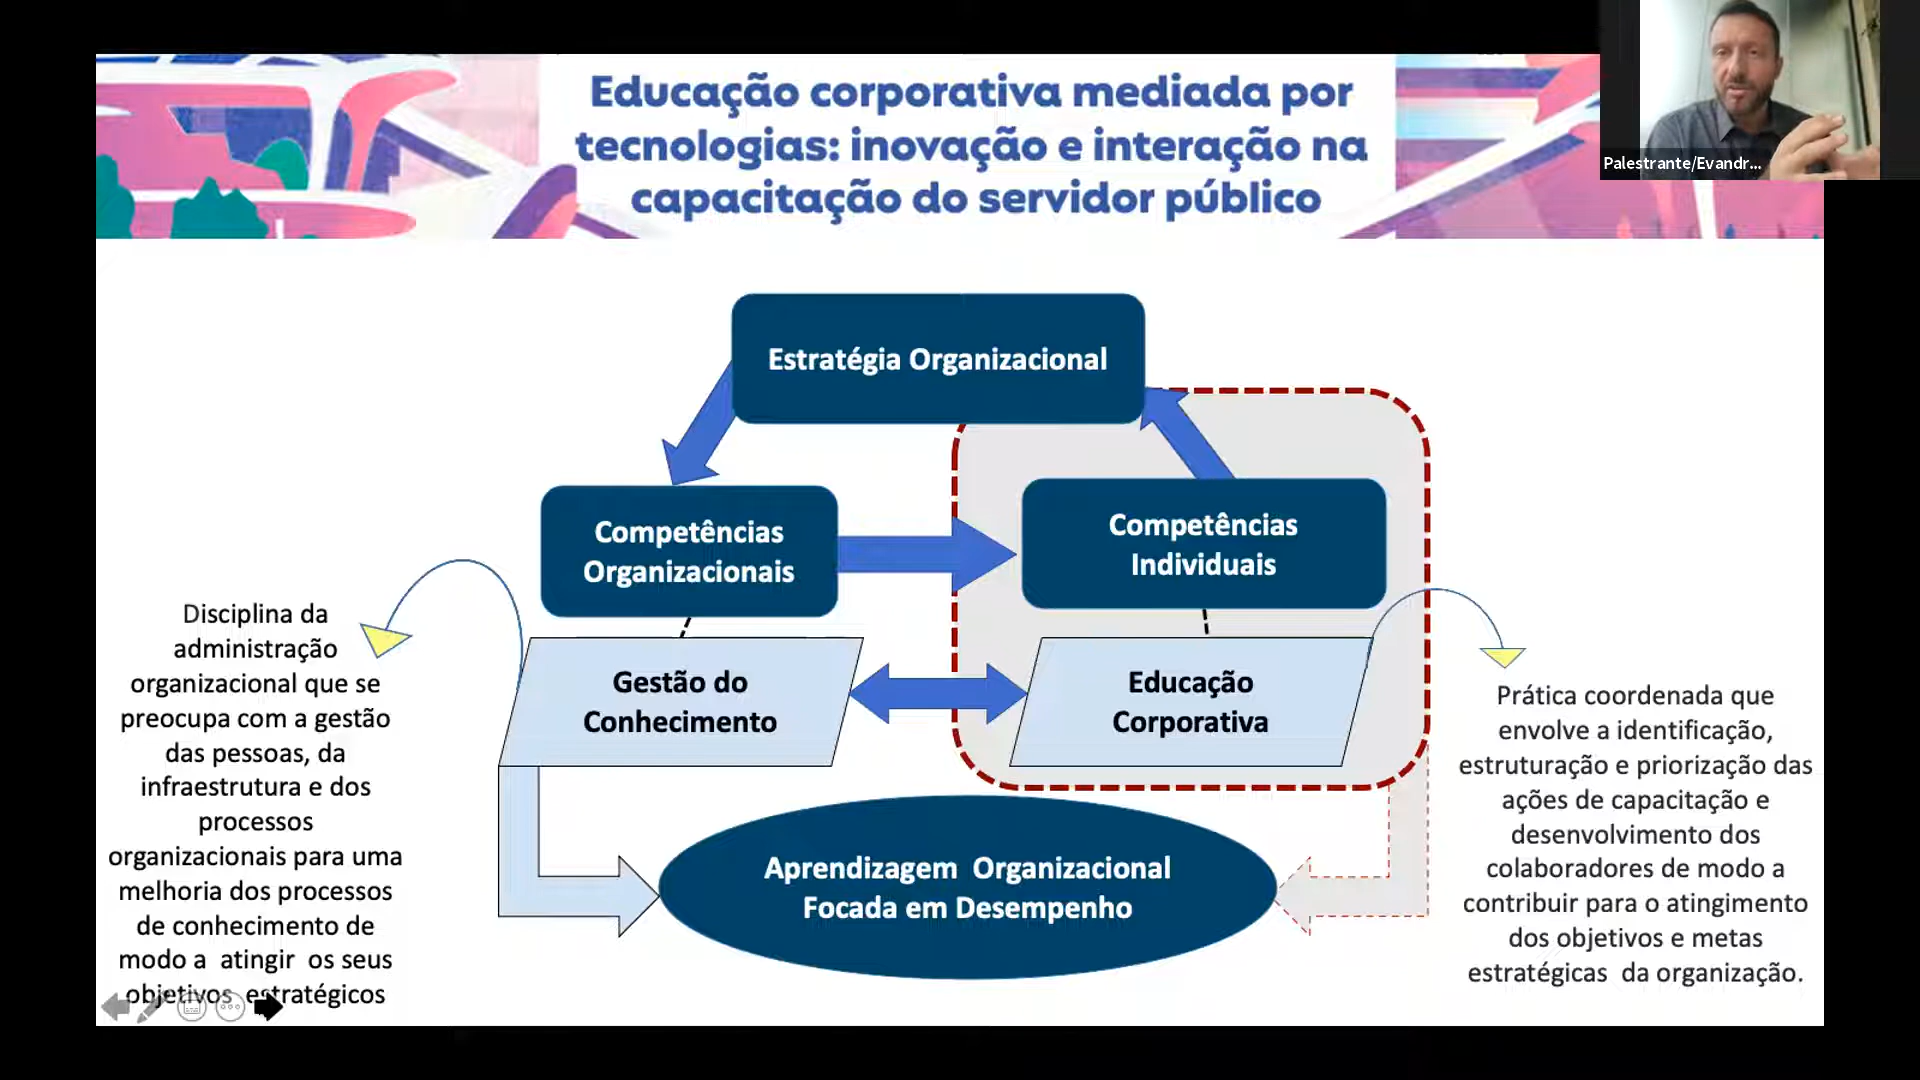 Educação corporativa mediada por
tecnologias: inovação e interação na
capacitação do servidor público
Palestrante/Evandr...
Estratégia Organizacional
Competências
Organizacionais
Competências
Individuais
Gestão do
Conhecimento
Educação
Corporativa
Aprendizagem Organizacional
Focada em Desempenho
Disciplina da
administração
organizacional que se
preocupa com a gestão
das pessoas, da
infraestrutura e dos
processos
organizacionais para uma
melhoria dos processos
de conhecimento de
modo a atingir os seus
objetivos estratégicos
Prática coordenada que
envolve a identificação,
estruturação e priorização das
ações de capacitação e
desenvolvimento dos
colaboradores de modo a
contribuir para o atingimento
dos objetivos e metas
estratégicas da organização.